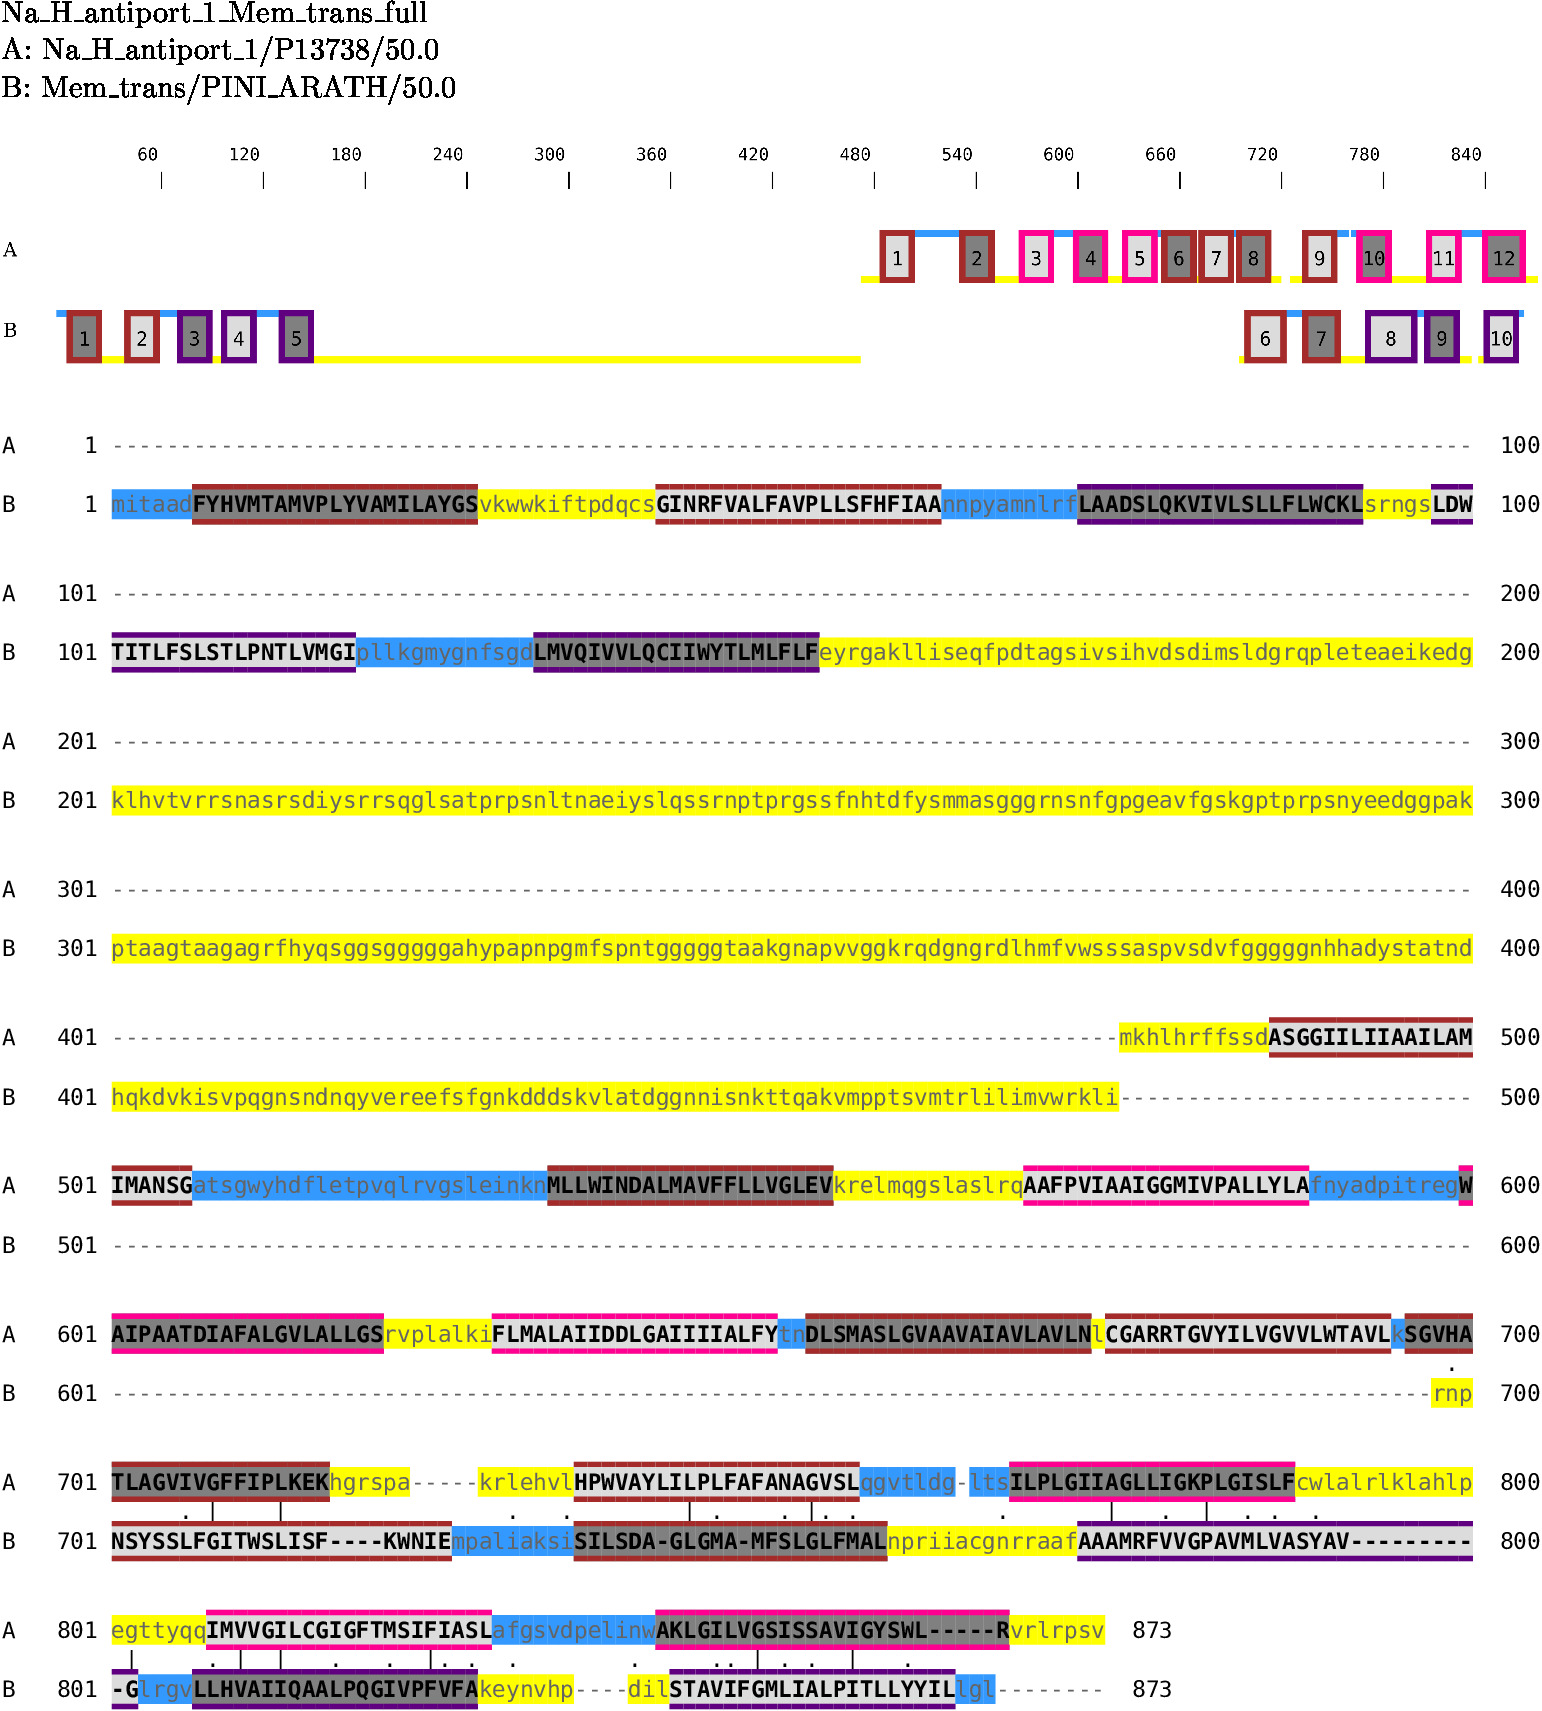 Na_H_antiport_1_Mem_trans_full
A: Na_H_antiport_1/P13738/50.0
B: Mem_trans/PINI_ARATH/50.0
60 120 180 240 300 360 420 480 540 600 660 720 780 840
A 1 2 3 4 5 6 7 8 9 10 11 12
B 1 2 3 4 5 6 7 8 9 10
A 1 ---------------------------------------------------------------------------------------------------- 100
B 1 mitaadFYHVMTAMVPLYVAMILAYGSvkwwkiftpdqcsGINRFVALFAVPLLSFHFIAAnnpyamnlrfLAADSLQKVIVLSLLFLWCKLsrngsLDW 100
A 101 ---------------------------------------------------------------------------------------------------- 200
B 101 TITLFSLSTLPNTLVMGIpllkgmygnfsgdLMVQIVVLQCIIWYTLMLFLFeyrgaklliseqfpdtagsivsihvdsdimsldgrqpleteaeikedg 200
A 201 ---------------------------------------------------------------------------------------------------- 300
B 201 klhvtvrrsnasrsdiysrrsqglsatprpsnltnaeiyslqssrnptprgssfnhtdfysmmasgggrnsnfgpgeavfgskgptprpsnyeedggpak 300
A 301 ---------------------------------------------------------------------------------------------------- 400
B 301 ptaagtaagagrfhyqsggsgggggahypapnpgmfspntgggggtaakgnapvvggkrqdgngrdlhmfvwsssaspvsdvfgggggnhhadystatnd 400
A 401 --------------------------------------------------------------------------mkhlhrffssdASGGIILIIAAILAM 500
B 401 hqkdvkisvpqgnsndnqyvereefsfgnkdddskvlatdggnnisnkttqakvmpptsvmtrlilimvwrkli-------------------------- 500
A 501 IMANSGatsgwyhdfletpvqlrvgsleinknMLLWINDALMAVFFLLVGLEVkrelmqgslaslrqAAFPVIAAIGGMIVPALLYLAfnyadpitregW 600
B 501 ---------------------------------------------------------------------------------------------------- 600
A 601 AIPAATDIAFALGVLALLGSrvplalkiFLMALAIIDDLGAIIIIALFYtnDLSMASLGVAAVAIAVLAVLNlCGARRTGVYILVGVVLWTAVLkSGVHA 700
B 601 -------------------------------------------------------------------------------------------------rnp 700
A 701 TLAGVIVGFFIPLKEKhgrspa-----krlehvlHPWVAYLILPLFAFANAGVSLqgvtldg-ltsILPLGIIAGLLIGKPLGISLFcwlalrlklahlp 800
B 701 NSYSSLFGITWSLISF----KWNIEmpaliaksiSILSDA-GLGMA-MFSLGLFMALnpriiacgnrraafAAAMRFVVGPAVMLVASYAV--------- 800
A 801 egttyqqIMVVGILCGIGFTMSIFIASLafgsvdpelinwAKLGILVGSISSAVIGYSWL-----Rvrlrpsv 873
B 801 -GlrgvLLHVAIIQAALPQGIVPFVFAkeynvhp----dilSTAVIFGMLIALPITLLYYILlgl-------- 873